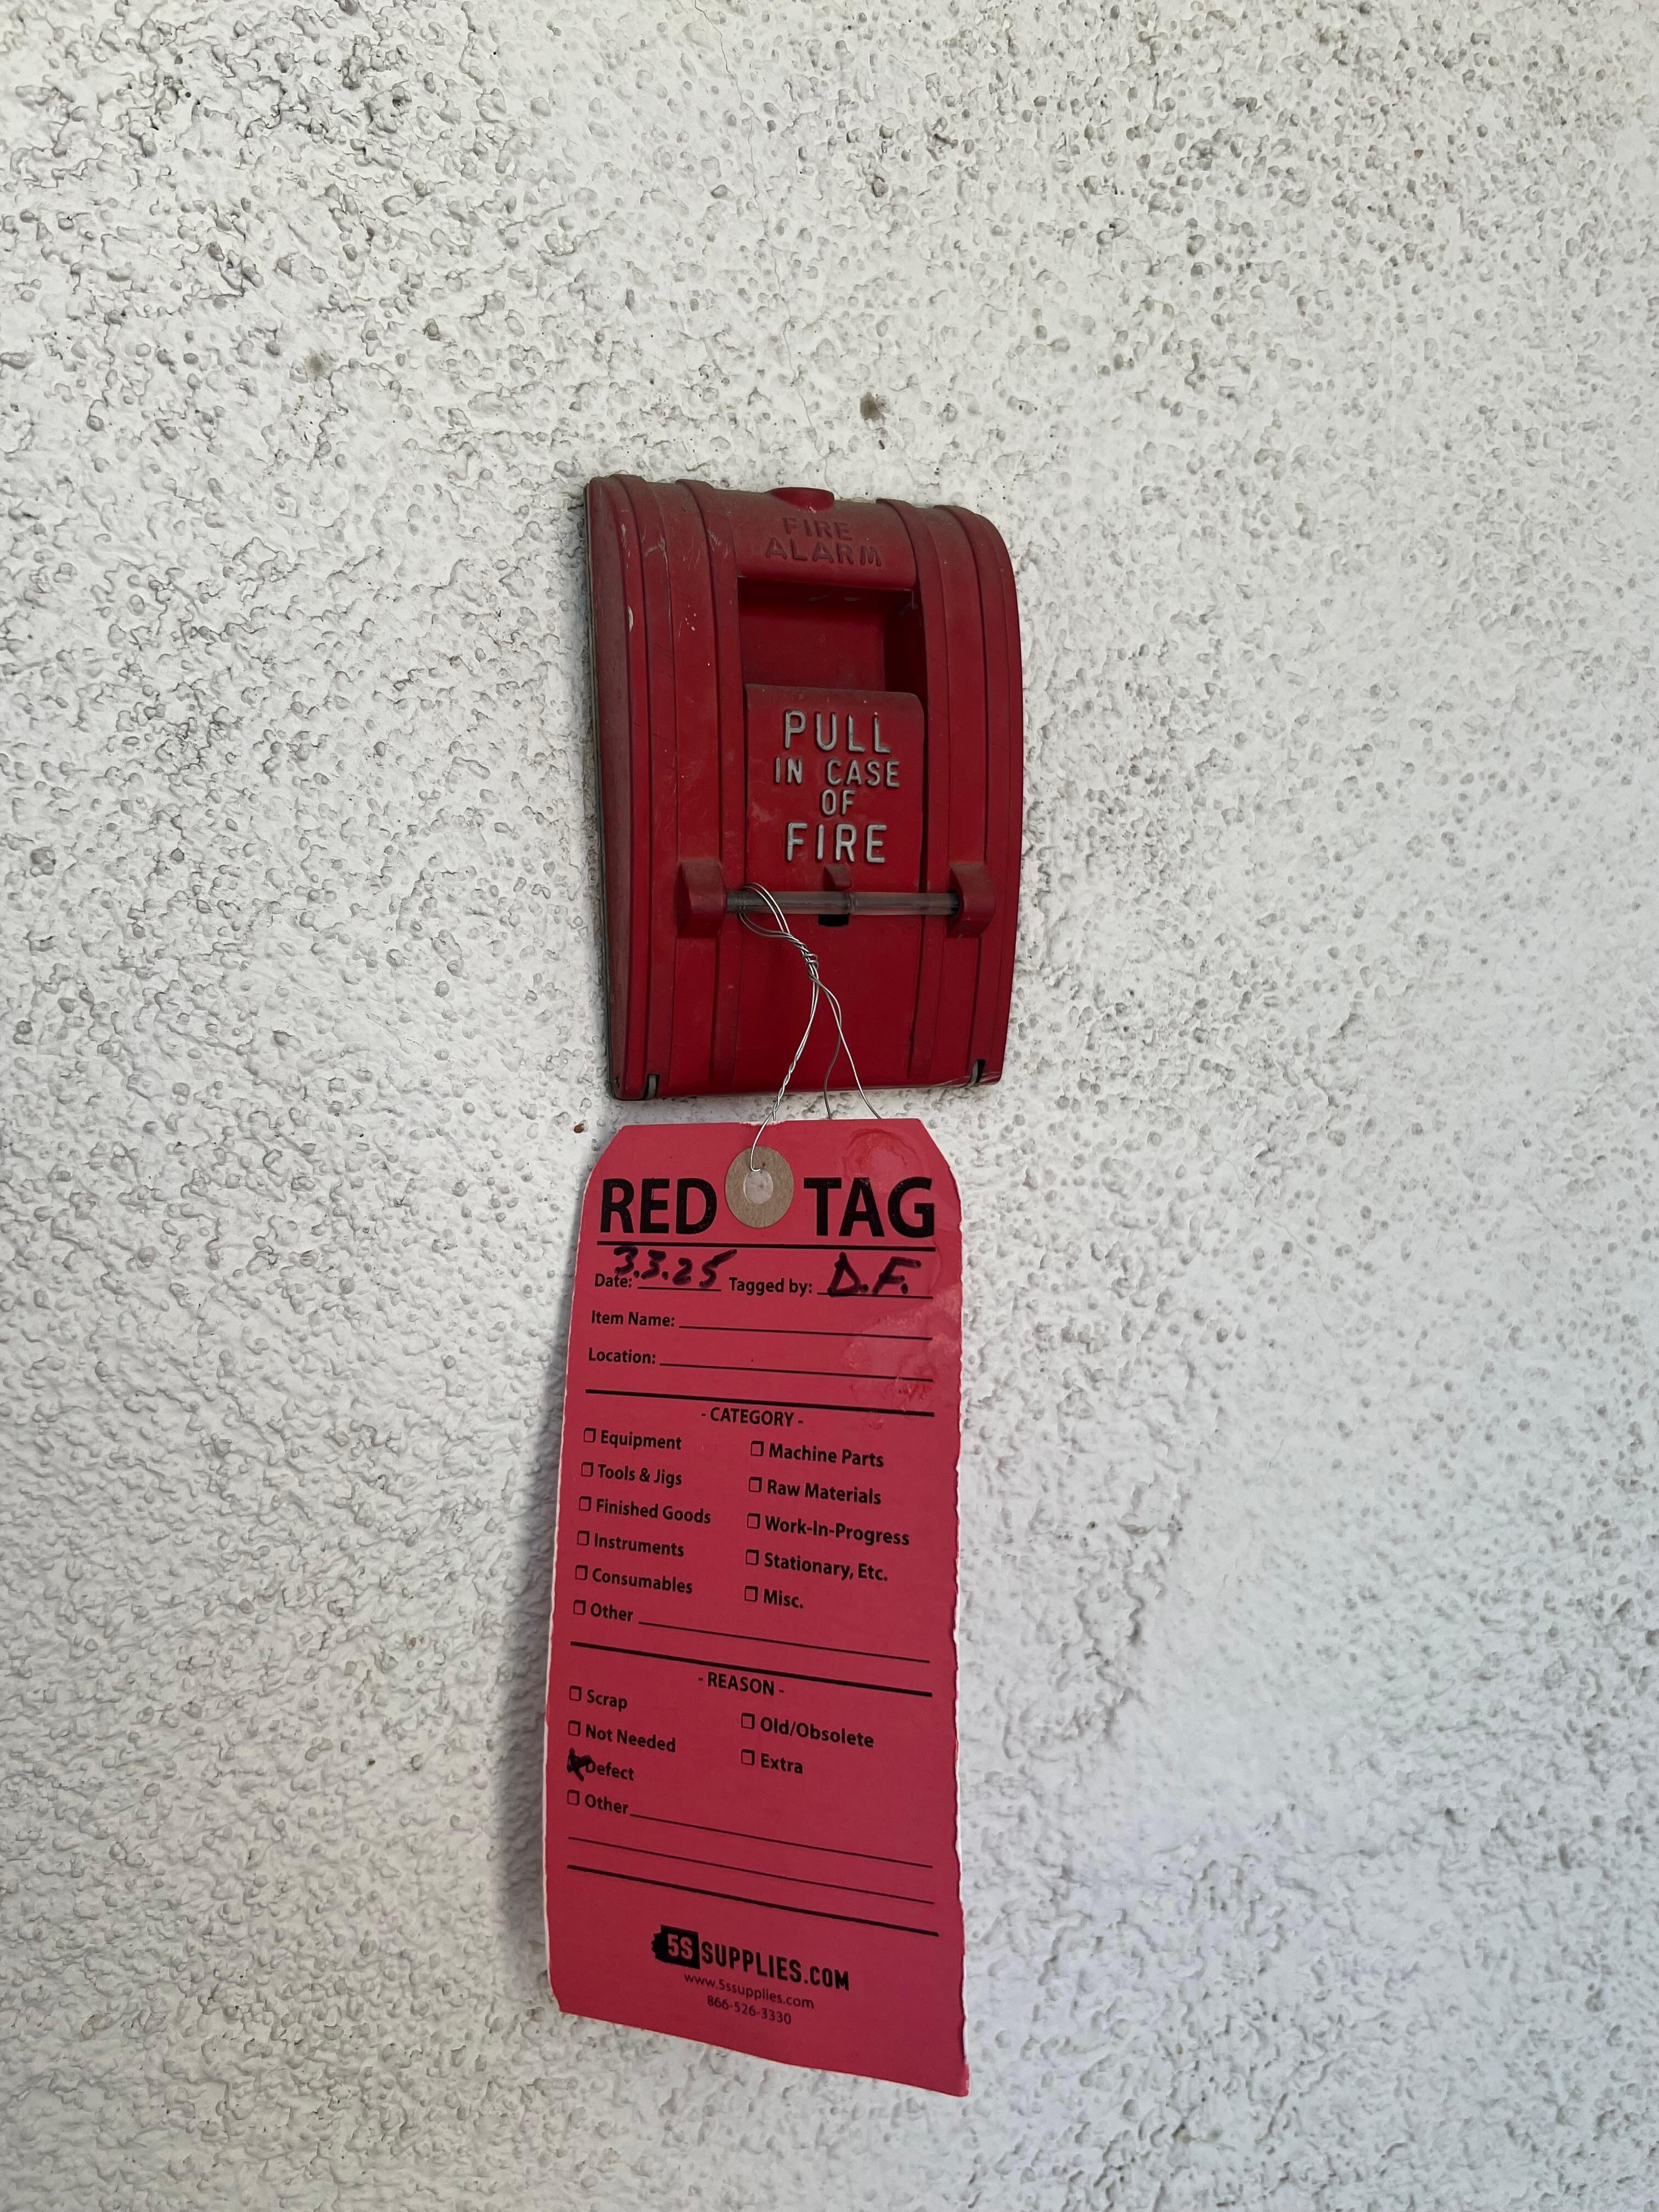 FIRE
ALARM
PULL
IN CASE
OF
FIRE
RED TAG
Date: 3.3.25 Tagged by: D.F.
Item Name:
Location:
- CATEGORY -
Equipment
Machine Parts
Tools & Jigs
Raw Materials
Finished Goods
Work-In-Progress
Instruments
Stationary, Etc.
Consumables
Misc.
Other
- REASON -
Scrap
Old/Obsolete
Not Needed
Extra
Defect
Other
5S SUPPLIES.COM
www.5ssupplies.com
866-526-3330